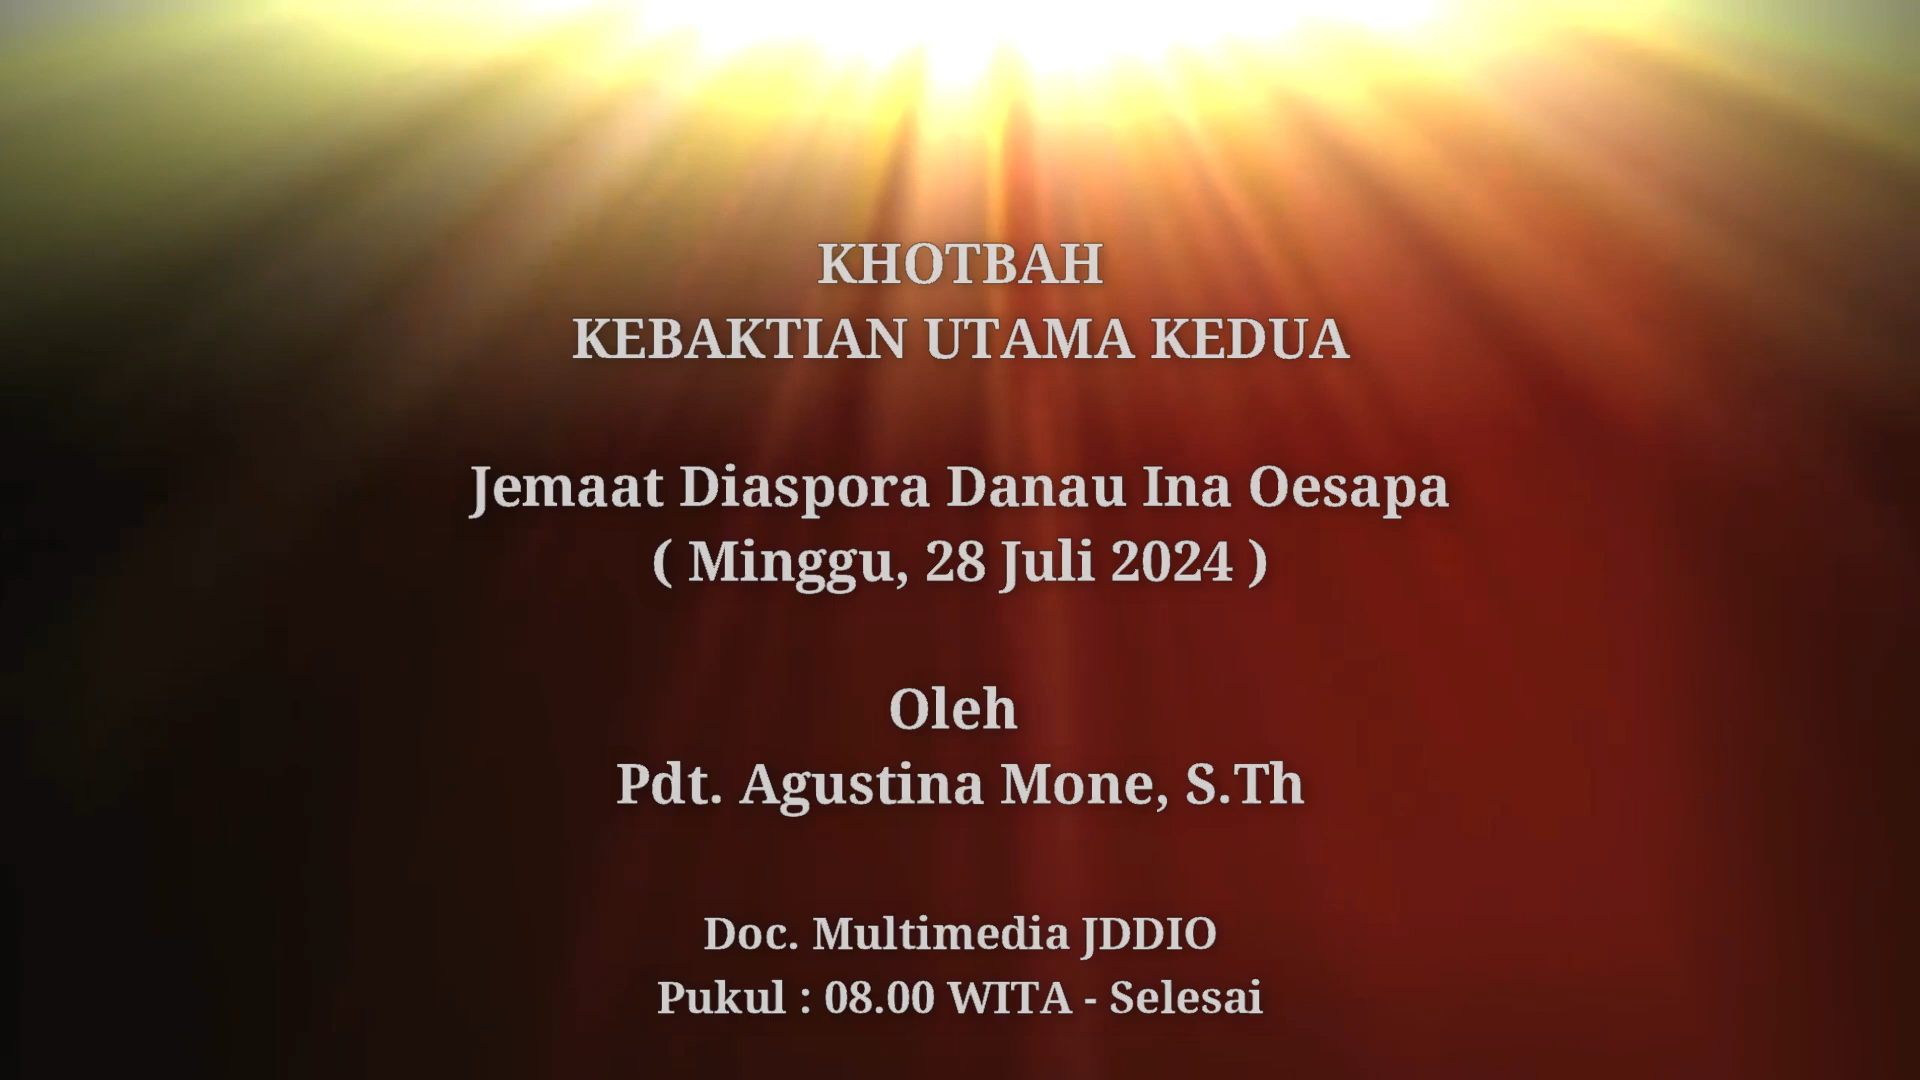 KHOTBAH
KEBAKTIAN UTAMA KEDUA
Jemaat Diaspora Danau Ina Oesapa
( Minggu, 28 Juli 2024 )
Oleh
Pdt. Agustina Mone, S.Th
Doc. Multimedia JDDIO
Pukul : 08.00 WITA - Selesai